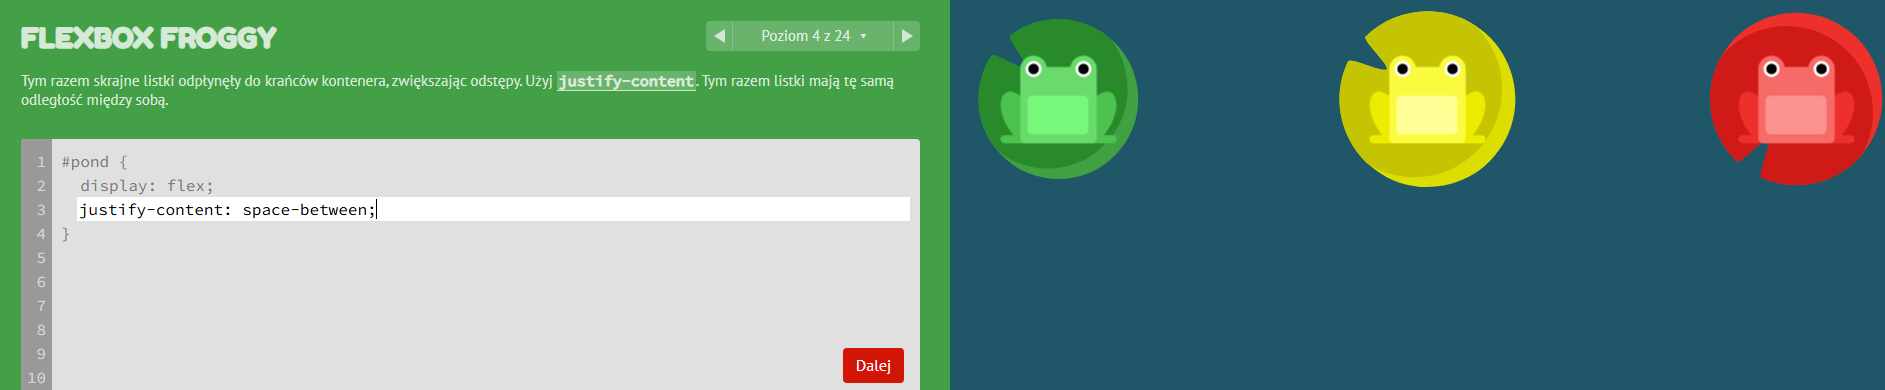 FLEXBOX FROGGY
Poziom 4 z 24
Tym razem skrajne listki odpłynęły do krańców kontenera, zwiększając odstępy. Użyj justify-content. Tym razem listki mają tę samą
odległość między sobą.
1 #pond {
2 display: flex;
3 justify-content: space-between;
4 }
5
6
7
8
9
10
Dalej